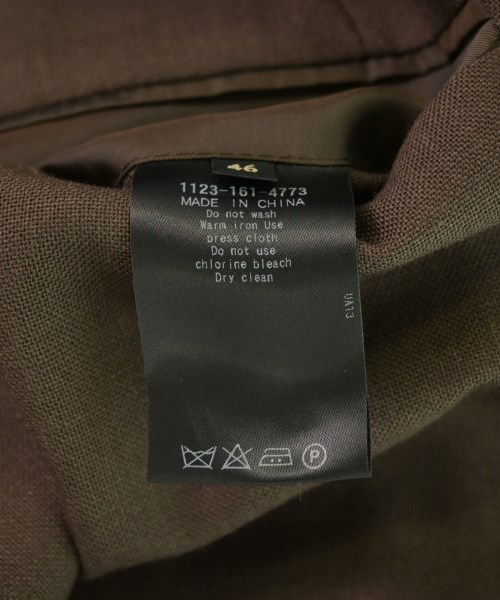 46
1123-161-4773
MADE IN CHINA
Do not wash
Warm iron Use
press cloth
Do not use
chlorine bleach
Dry clean
UA13
P